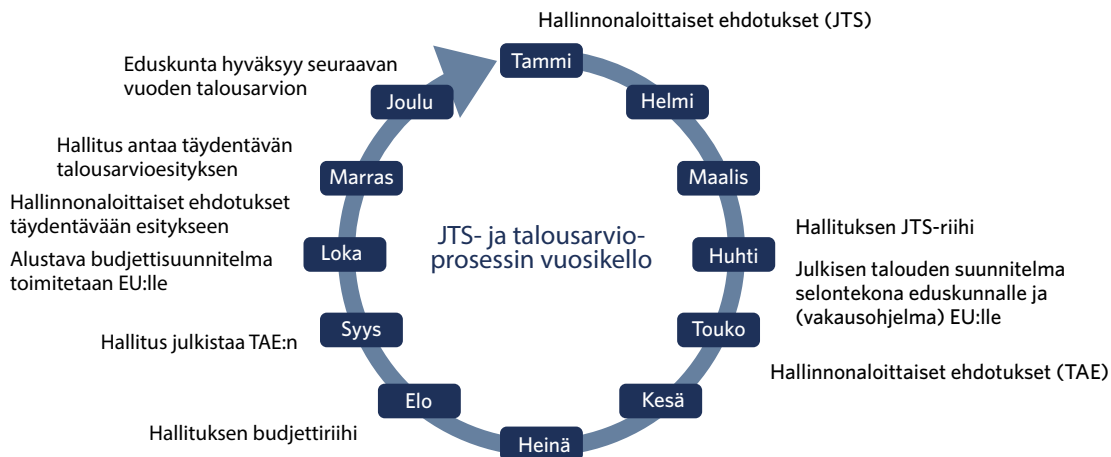 Hallinnonaloittaiset ehdotukset (JTS)
Tammi
Eduskunta hyväksyy seuraavan
vuoden talousarvion
Joulu
Helmi
Hallitus antaa täydentävän
talousarvioesityksen
Marras
Maalis
Hallinnonaloittaiset ehdotukset
täydentävään esitykseen
JTS- ja talousarvio-
prosessin vuosikello
Hallituksen JTS-riihi
Loka
Huhti
Alustava budjettisuunnitelma
toimitetaan EU:lle
Julkisen talouden suunnitelma
selontekona eduskunnalle ja
(vakausohjelma) EU:lle
Syys
Touko
Hallitus julkistaa TAE:n
Hallinnonaloittaiset ehdotukset (TAE)
Elo
Kesä
Hallituksen budjettiriihi
Heinä